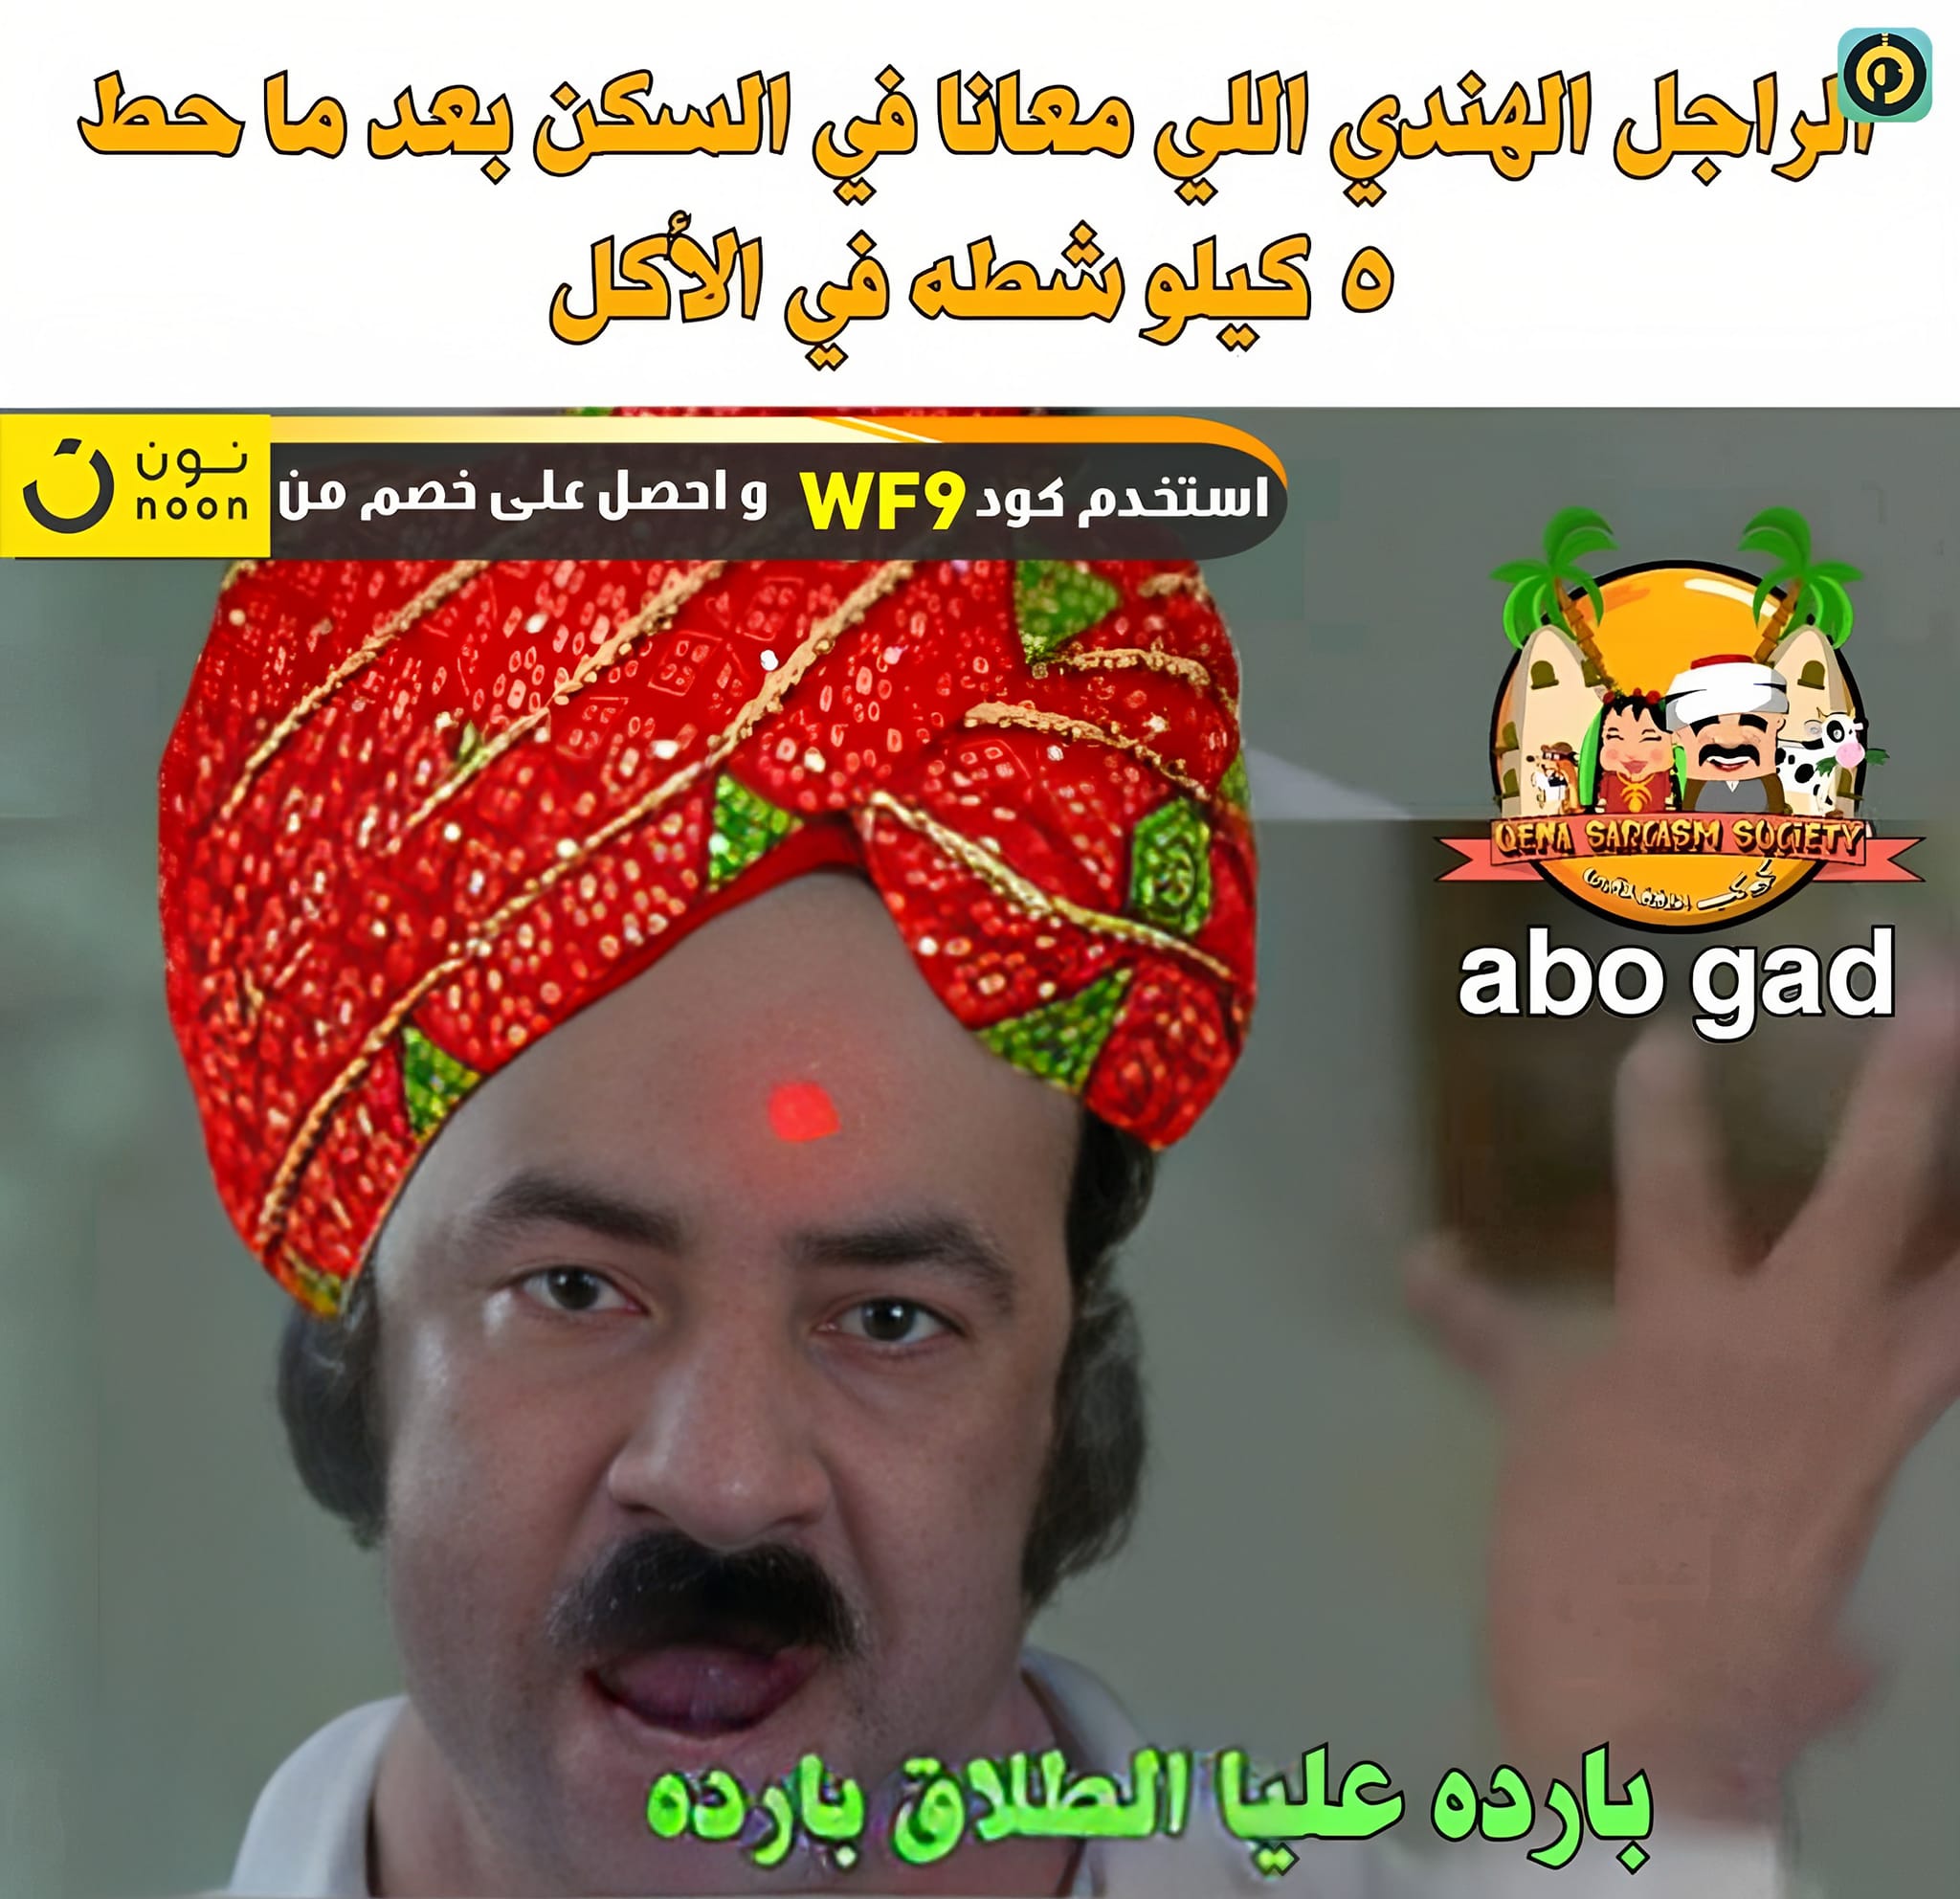 الراجل الهندي اللي معانا في السكن بعد ما حط
٥ كيلو شطه في الأكل
نون
noon
استخدم كود WF9 و احصل على خصم من
QENA SARCASM SOCIETY
abo gad
بارده عليا الطلاق بارده